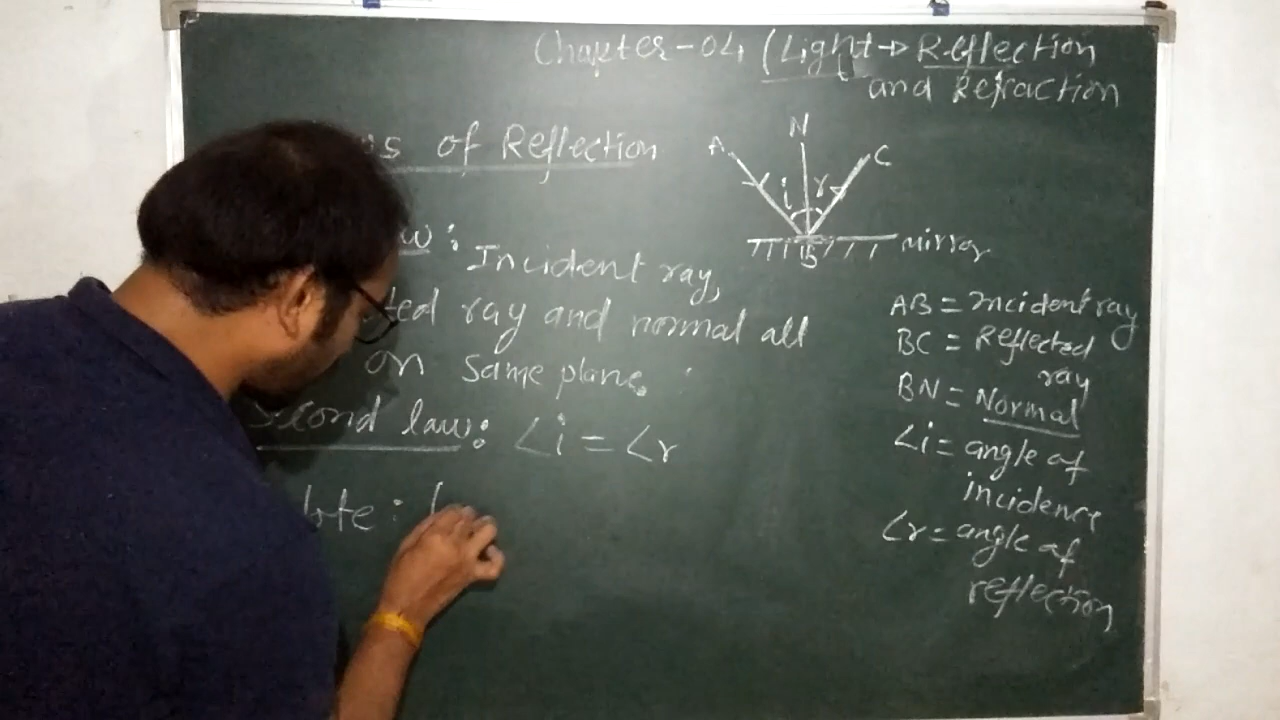 Chapter-04 (Light → Reflection
and Refraction
of Reflection
A
N
C
i
r
B
mirror
: Incident ray,
ray and normal all
on same plane.
Second law: ∠i = ∠r
AB = Incident ray
BC = Reflected
ray
BN = Normal
∠i = angle of
incidence
∠r = angle of
reflection